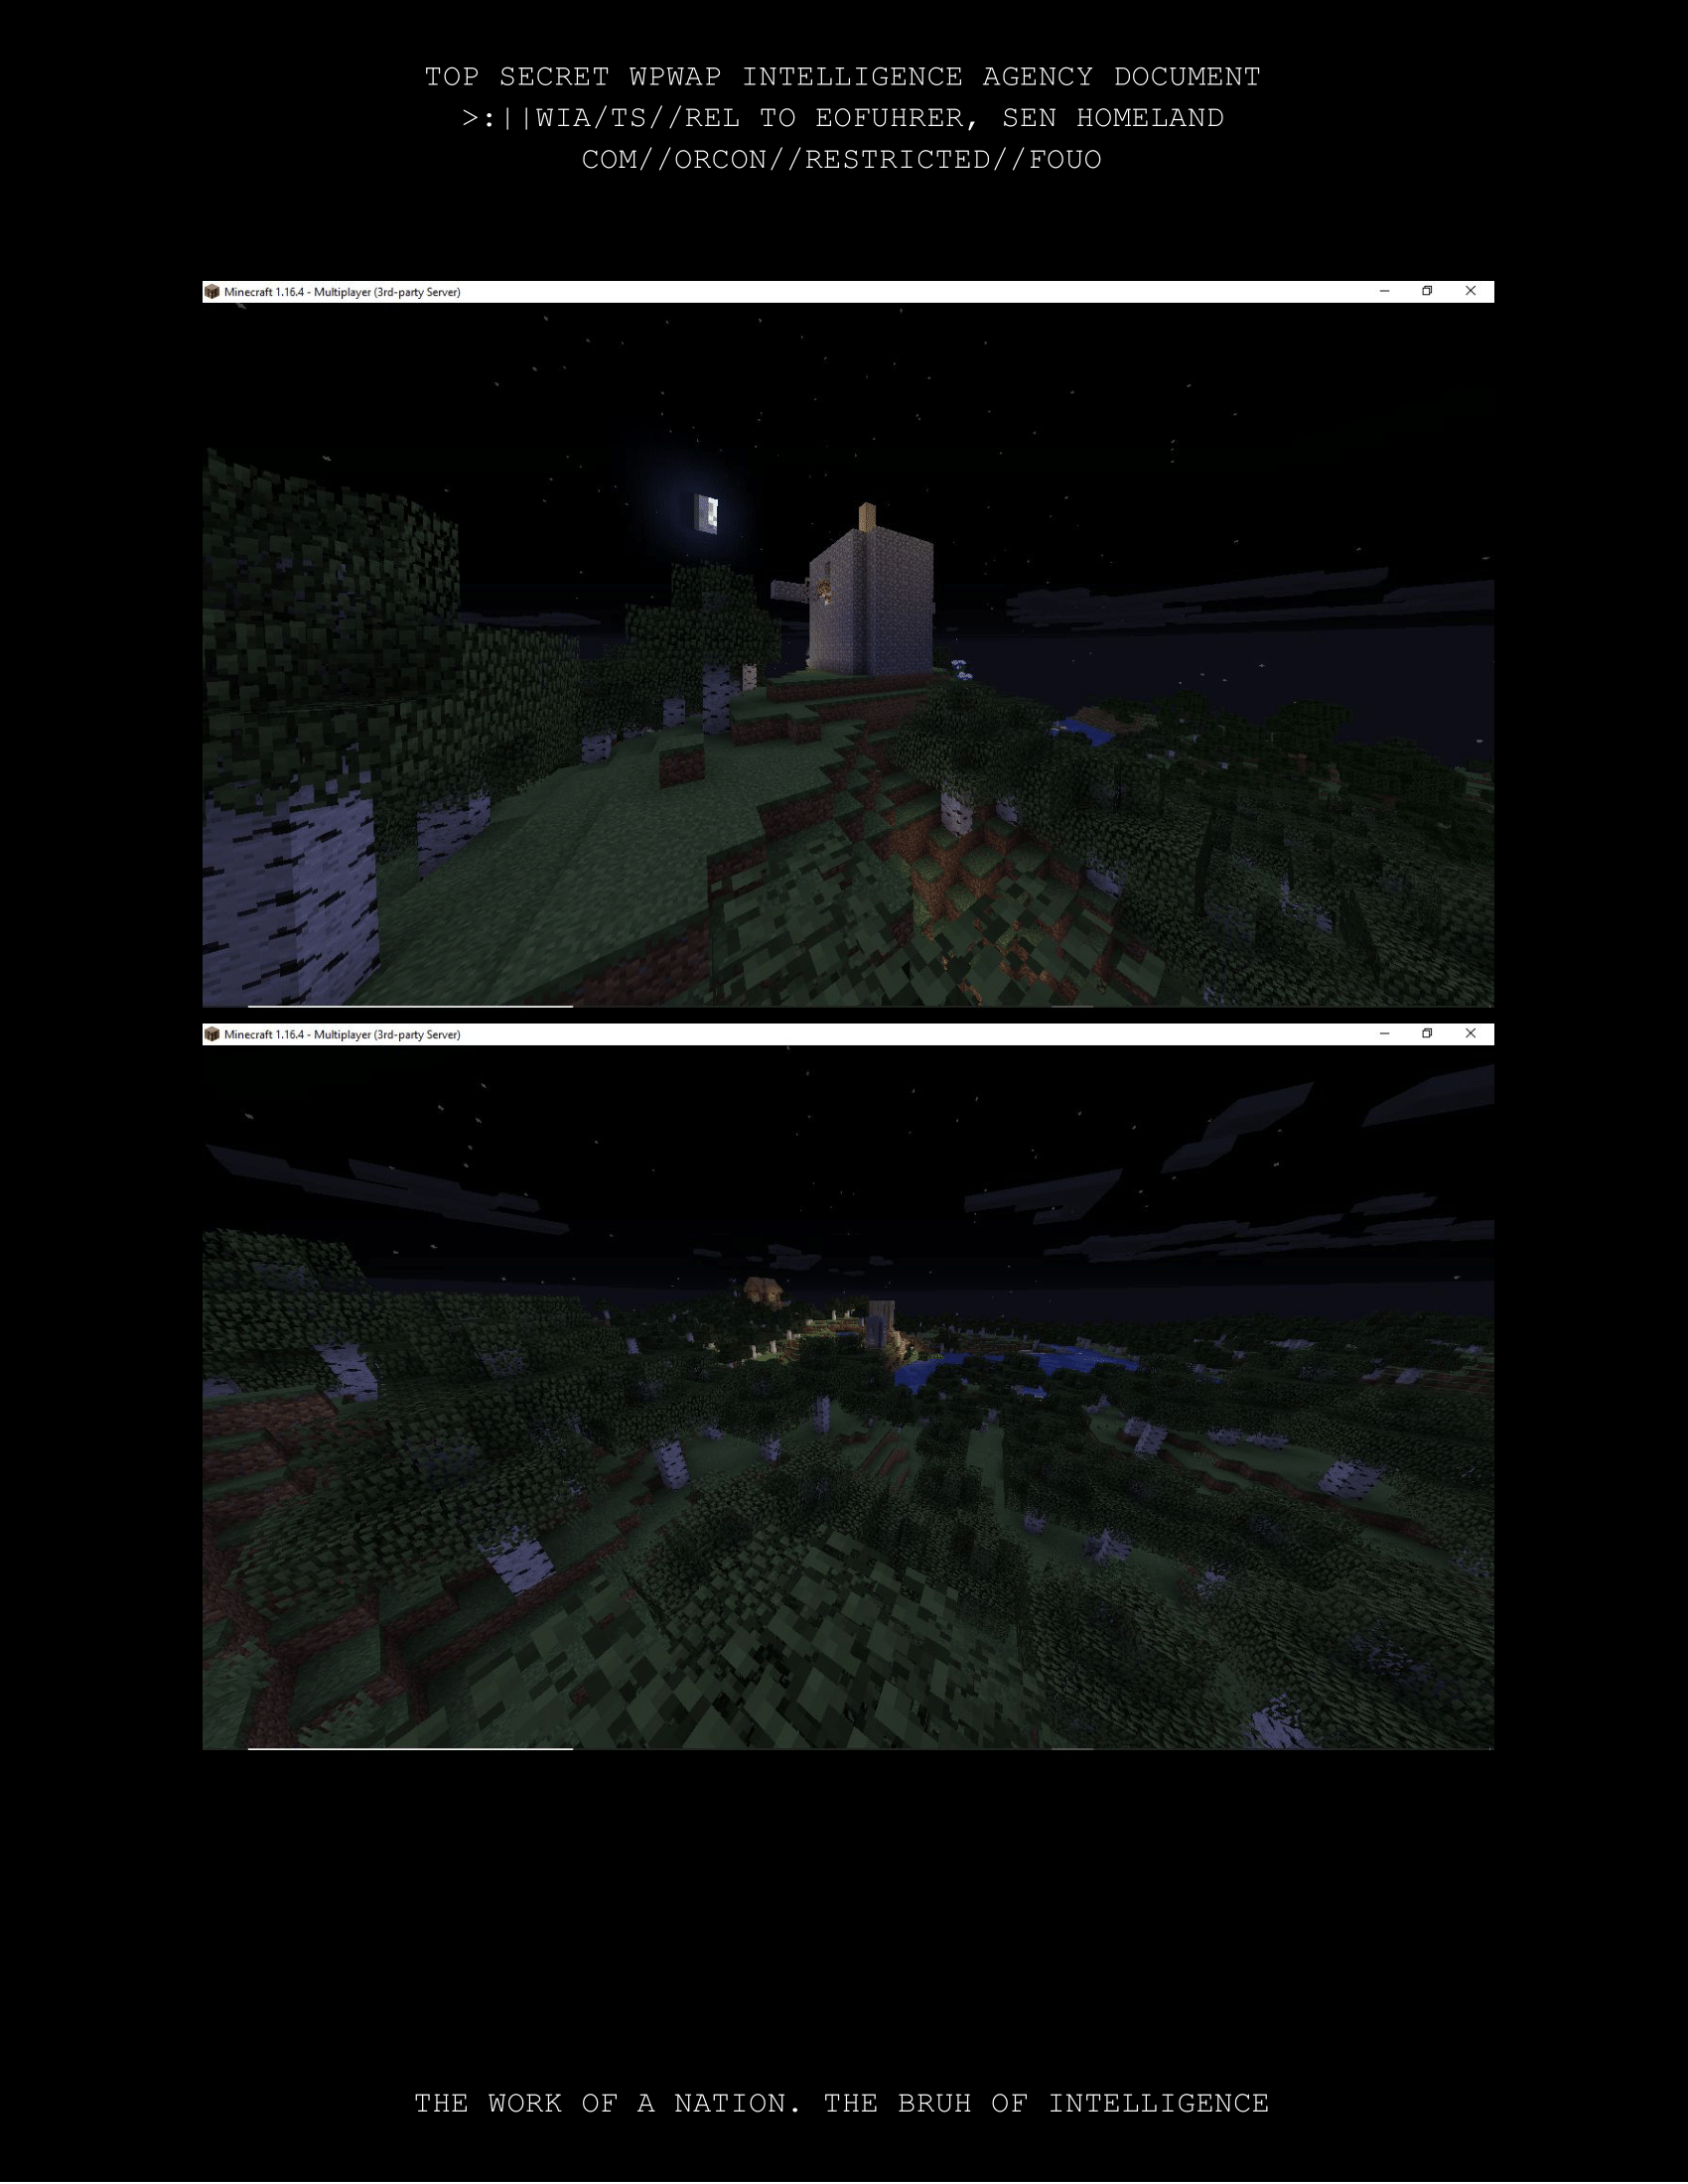 TOP SECRET WPWAP INTELLIGENCE AGENCY DOCUMENT
>:||WIA/TS//REL TO EOFUHRER, SEN HOMELAND
COM//ORCON//RESTRICTED//FOUO
Minecraft 1.16.4 - Multiplayer (3rd-party Server)
Minecraft 1.16.4 - Multiplayer (3rd-party Server)
THE WORK OF A NATION. THE BRUH OF INTELLIGENCE